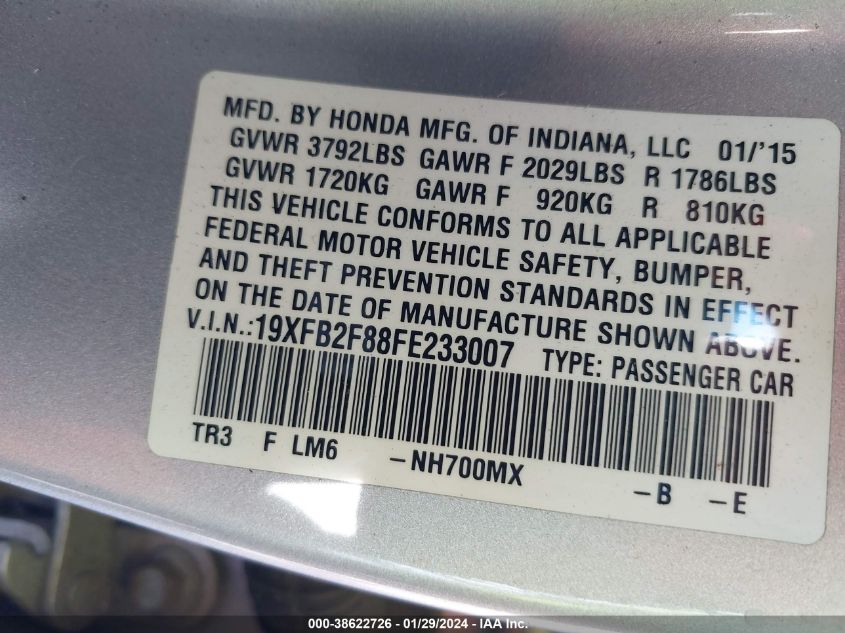 MFD. BY HONDA MFG. OF INDIANA, LLC 01/'15
GVWR 3792LBS GAWR F 2029LBS R 1786LBS
GVWR 1720KG GAWR F 920KG R 810KG
THIS VEHICLE CONFORMS TO ALL APPLICABLE
FEDERAL MOTOR VEHICLE SAFETY, BUMPER,
AND THEFT PREVENTION STANDARDS IN EFFECT
ON THE DATE OF MANUFACTURE SHOWN ABOVE.
V.I.N.:19XFB2F88FE233007 TYPE: PASSENGER CAR
TR3 F LM6 -NH700MX -B -E
000-38622726 - 01/29/2024 - IAA Inc.